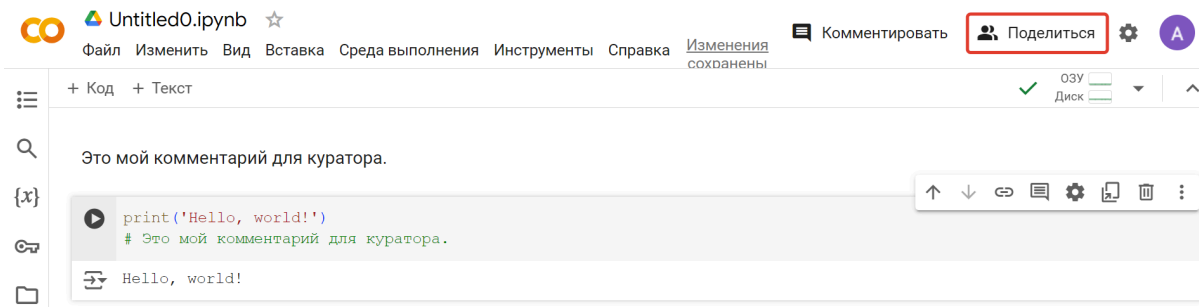 Untitled0.ipynb
Файл Изменить Вид Вставка Среда выполнения Инструменты Справка Изменения сохранены
Комментировать
Поделиться
A
+ Код + Текст
ОЗУ
Диск
Это мой комментарий для куратора.
{x}
print('Hello, world!')
# Это мой комментарий для куратора.
Hello, world!